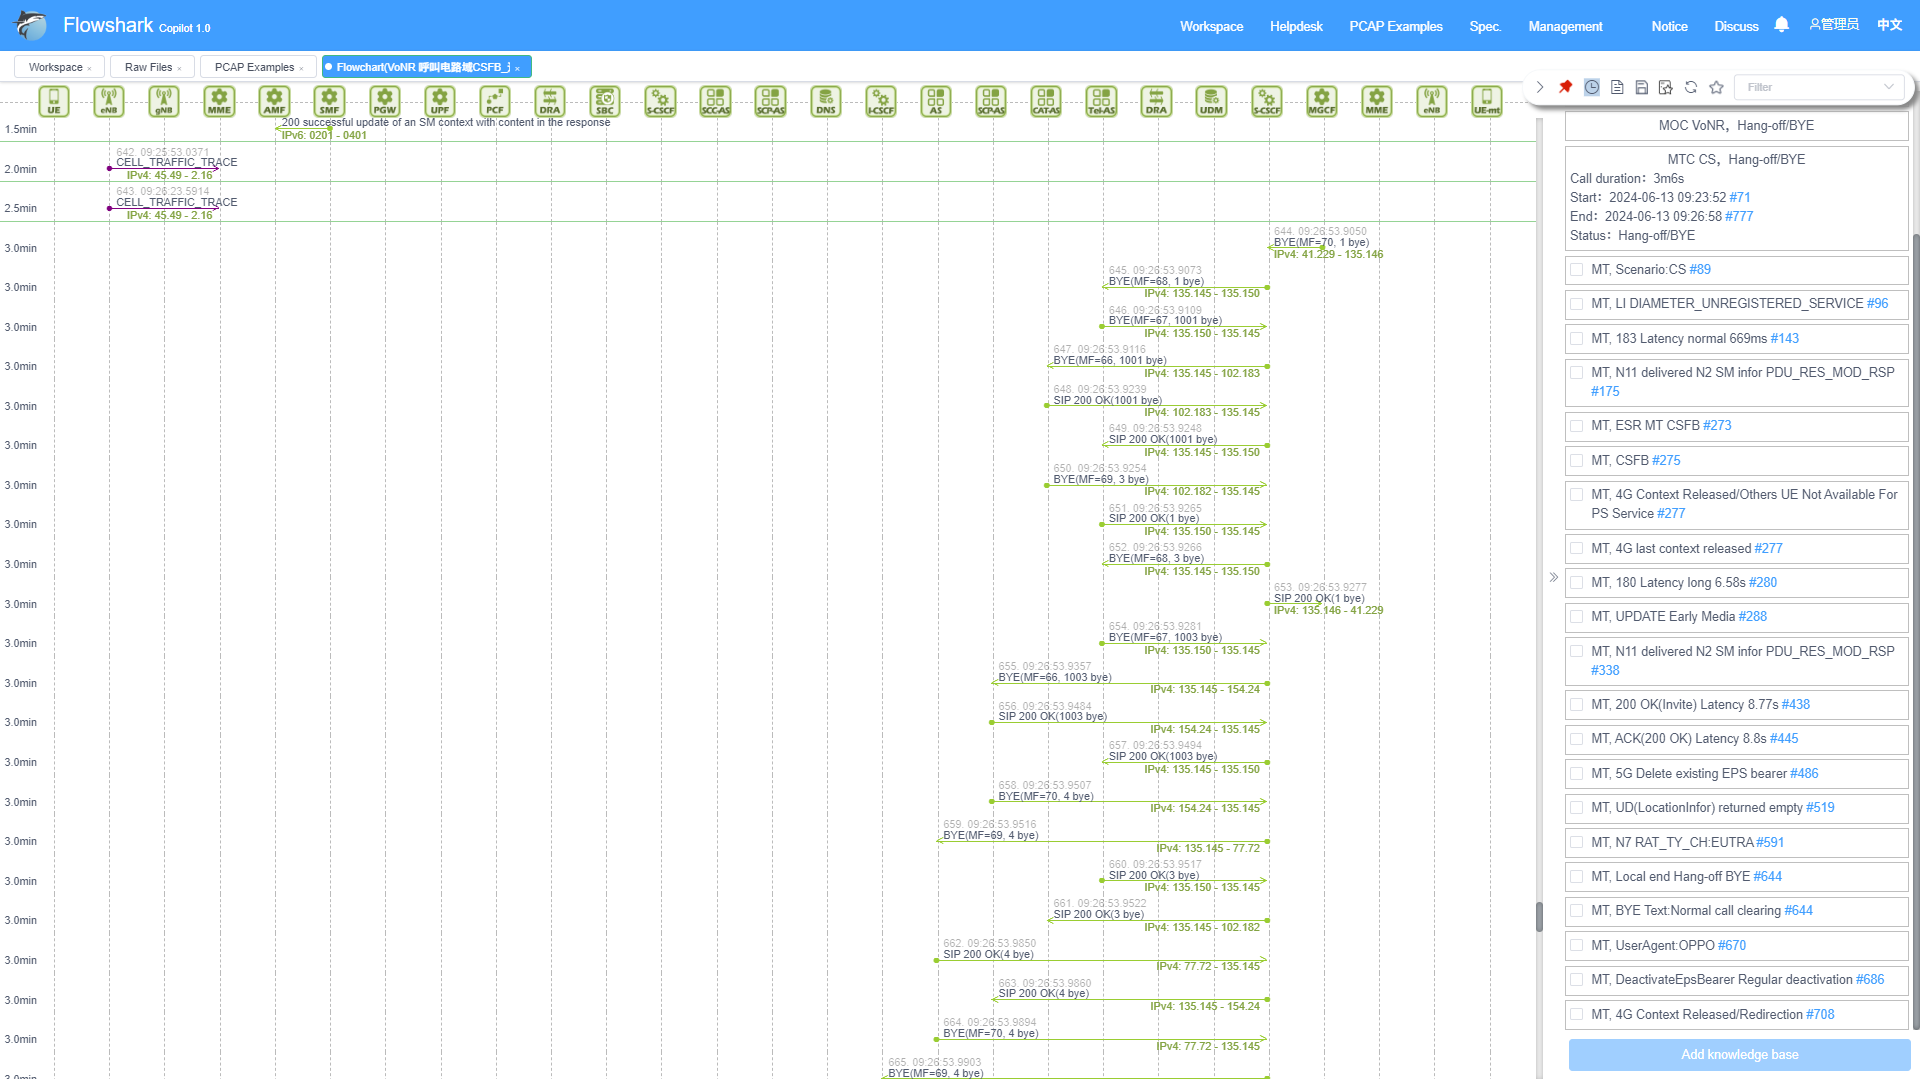 Flowshark Copilot 1.0
Workspace Helpdesk PCAP Examples Spec. Management Notice Discuss 管理员 中文
Workspace × Raw Files × PCAP Examples × Flowchart(VoNR 呼叫电路域CSFB_ ×
UE eNB gNB MME AMF SMF PGW UPF PCF DRA SBC S-CSCF SCC-AS SCP-AS DNS I-CSCF AS SCP-AS CAT-AS Tel-AS DRA UDM S-CSCF MGCF MME eNB UE-mt
Filter
200 successful update of an SM context with content in the response
1.5min
IPv6: 0201 - 0401
642. 09:25:53.0371
CELL_TRAFFIC_TRACE
2.0min
IPv4: 45.49 - 2.16
643. 09:26:23.5914
CELL_TRAFFIC_TRACE
2.5min
IPv4: 45.49 - 2.16
644. 09:26:53.9050
BYE(MF=70, 1 bye)
3.0min
IPv4: 41.229 - 135.146
645. 09:26:53.9073
BYE(MF=68, 1 bye)
3.0min
IPv4: 135.145 - 135.150
646. 09:26:53.9109
BYE(MF=67, 1001 bye)
3.0min
IPv4: 135.150 - 135.145
647. 09:26:53.9116
BYE(MF=66, 1001 bye)
3.0min
IPv4: 135.145 - 102.183
648. 09:26:53.9239
SIP 200 OK(1001 bye)
3.0min
IPv4: 102.183 - 135.145
649. 09:26:53.9248
SIP 200 OK(1001 bye)
3.0min
IPv4: 135.145 - 135.150
650. 09:26:53.9254
BYE(MF=69, 3 bye)
3.0min
IPv4: 102.182 - 135.145
651. 09:26:53.9265
SIP 200 OK(1 bye)
3.0min
IPv4: 135.150 - 135.145
652. 09:26:53.9266
BYE(MF=68, 3 bye)
3.0min
IPv4: 135.145 - 135.150
653. 09:26:53.9277
SIP 200 OK(1 bye)
3.0min
IPv4: 135.146 - 41.229
654. 09:26:53.9281
BYE(MF=67, 1003 bye)
3.0min
IPv4: 135.150 - 135.145
655. 09:26:53.9357
BYE(MF=66, 1003 bye)
3.0min
IPv4: 135.145 - 154.24
656. 09:26:53.9484
SIP 200 OK(1003 bye)
3.0min
IPv4: 154.24 - 135.145
657. 09:26:53.9494
SIP 200 OK(1003 bye)
3.0min
IPv4: 135.145 - 135.150
658. 09:26:53.9507
BYE(MF=70, 4 bye)
3.0min
IPv4: 154.24 - 135.145
659. 09:26:53.9516
BYE(MF=69, 4 bye)
3.0min
IPv4: 135.145 - 77.72
660. 09:26:53.9517
SIP 200 OK(3 bye)
3.0min
IPv4: 135.150 - 135.145
661. 09:26:53.9522
SIP 200 OK(3 bye)
3.0min
IPv4: 135.145 - 102.182
662. 09:26:53.9850
SIP 200 OK(4 bye)
3.0min
IPv4: 77.72 - 135.145
663. 09:26:53.9860
SIP 200 OK(4 bye)
3.0min
IPv4: 135.145 - 154.24
664. 09:26:53.9894
BYE(MF=70, 4 bye)
3.0min
IPv4: 77.72 - 135.145
665. 09:26:53.9903
BYE(MF=69, 4 bye)
3.0min
MOC VoNR，Hang-off/BYE
MTC CS，Hang-off/BYE
Call duration：3m6s
Start：2024-06-13 09:23:52 #71
End：2024-06-13 09:26:58 #777
Status：Hang-off/BYE
MT, Scenario:CS #89
MT, LI DIAMETER_UNREGISTERED_SERVICE #96
MT, 183 Latency normal 669ms #143
MT, N11 delivered N2 SM infor PDU_RES_MOD_RSP
#175
MT, ESR MT CSFB #273
MT, CSFB #275
MT, 4G Context Released/Others UE Not Available For
PS Service #277
MT, 4G last context released #277
MT, 180 Latency long 6.58s #280
MT, UPDATE Early Media #288
MT, N11 delivered N2 SM infor PDU_RES_MOD_RSP
#338
MT, 200 OK(Invite) Latency 8.77s #438
MT, ACK(200 OK) Latency 8.8s #445
MT, 5G Delete existing EPS bearer #486
MT, UD(LocationInfor) returned empty #519
MT, N7 RAT_TY_CH:EUTRA #591
MT, Local end Hang-off BYE #644
MT, BYE Text:Normal call clearing #644
MT, UserAgent:OPPO #670
MT, DeactivateEpsBearer Regular deactivation #686
MT, 4G Context Released/Redirection #708
Add knowledge base